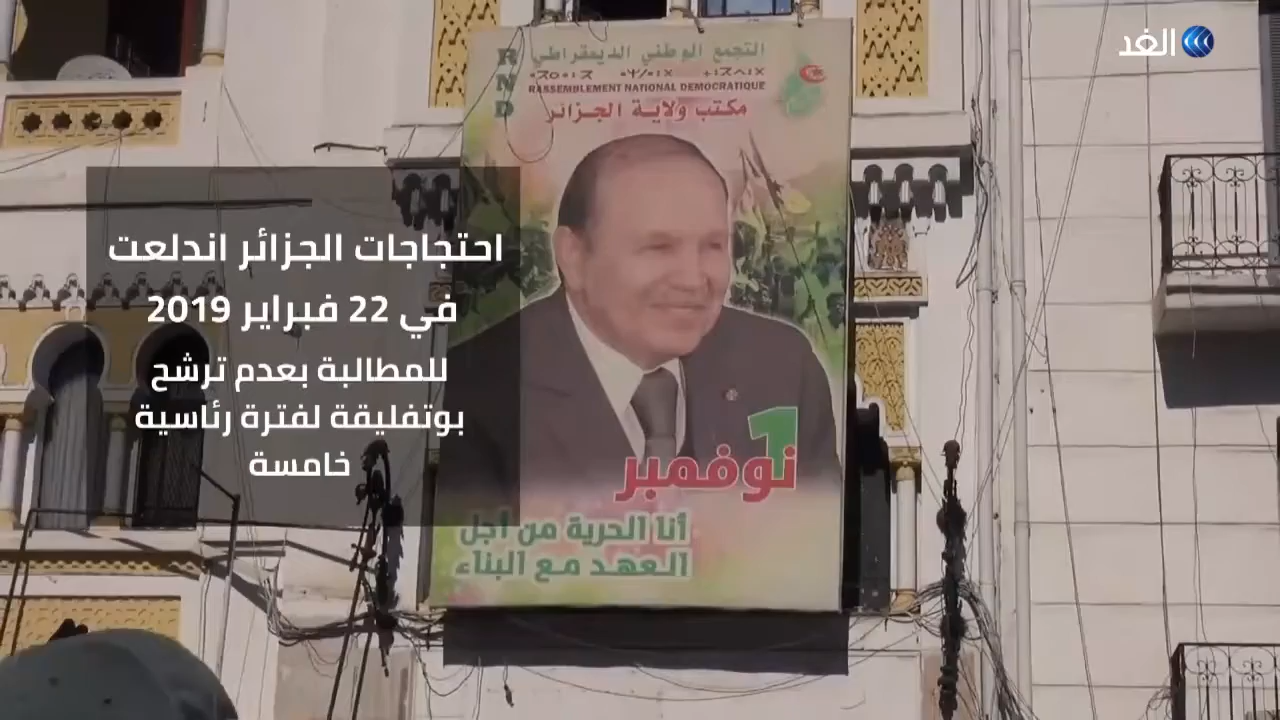 الغد
RND
التجمع الوطني الديمقراطي
RASSEMBLEMENT NATIONAL DEMOCRATIQUE
مكتب ولاية الجزائر
احتجاجات الجزائر اندلعت
في 22 فبراير 2019
للمطالبة بعدم ترشح
بوتفليقة لفترة رئاسية
خامسة
1
نوفمبر
أنا الحرية من أجل
العهد مع البناء